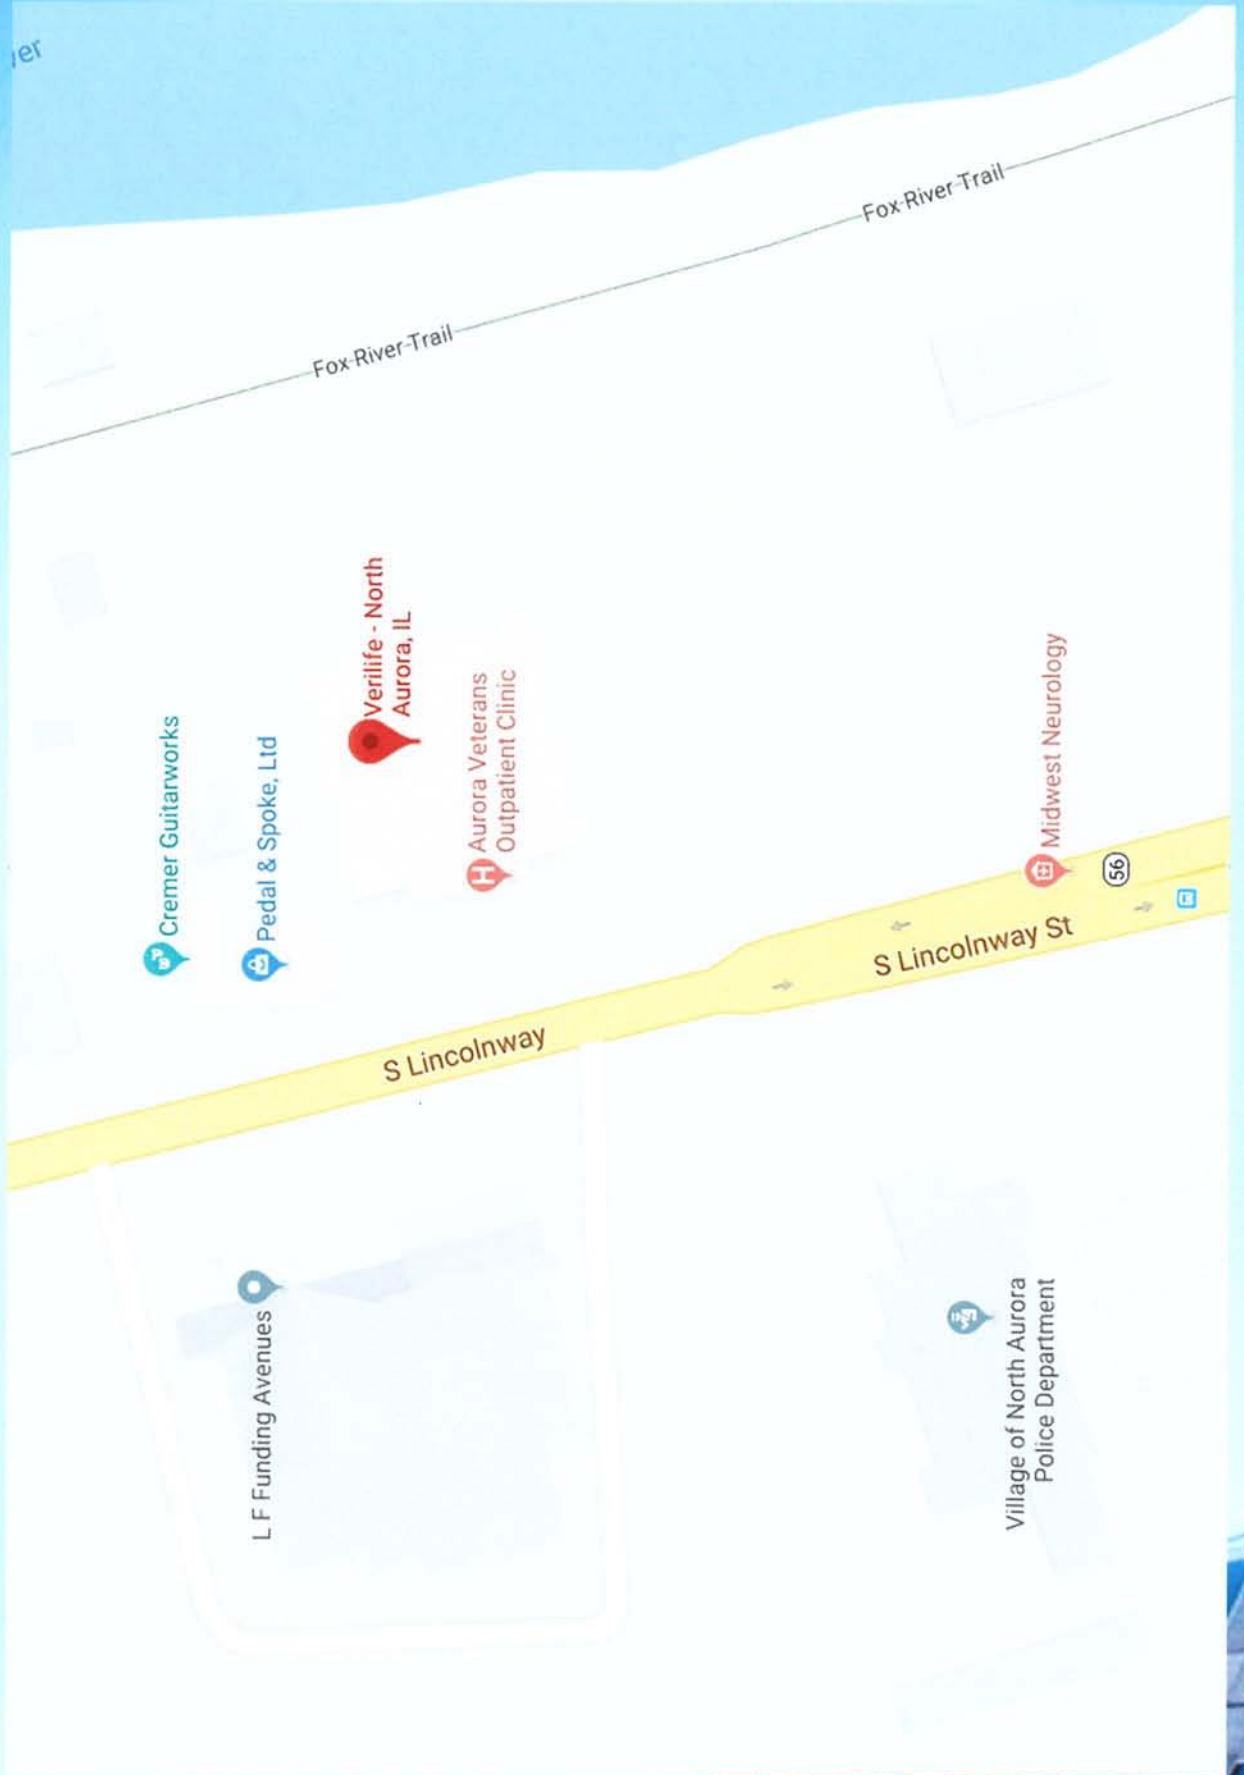 er
Fox River Trail
Fox River Trail
Cremer Guitarworks
Pedal & Spoke, Ltd
Verilife - North
Aurora, IL
Aurora Veterans
Outpatient Clinic
Midwest Neurology
56
S Lincolnway
S Lincolnway St
L F Funding Avenues
Village of North Aurora
Police Department